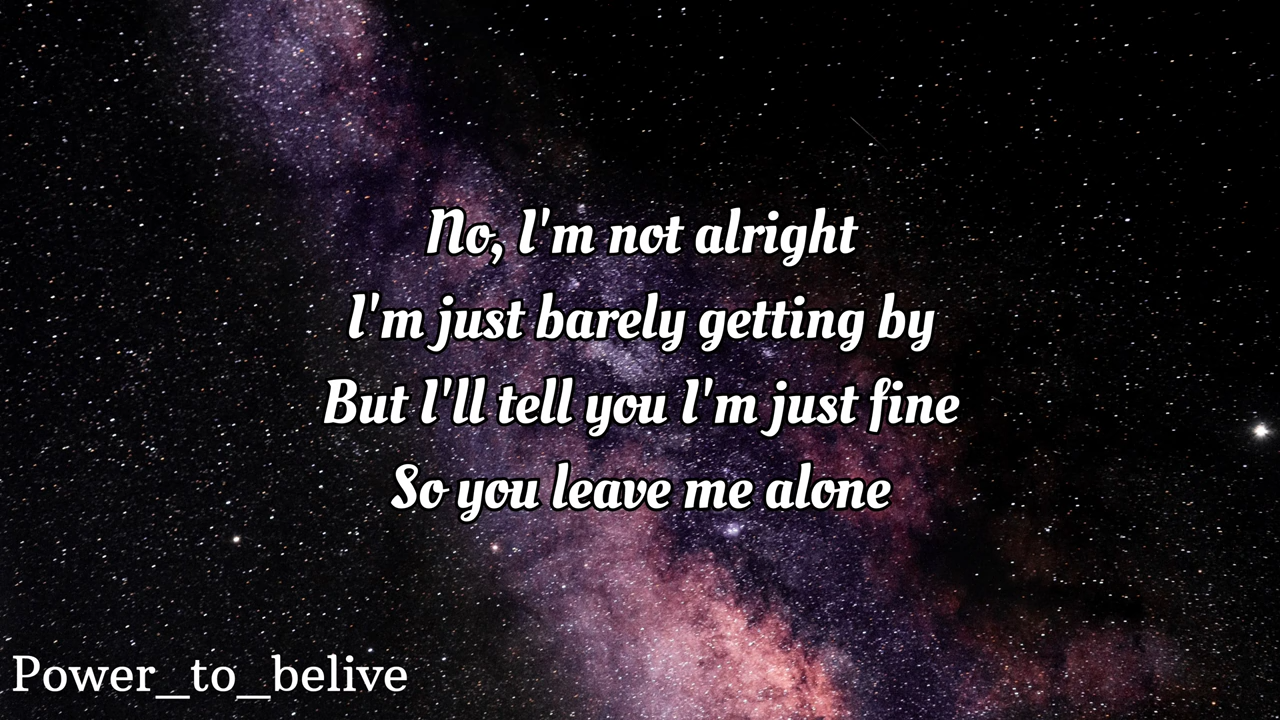 No, I'm not alright
I'm just barely getting by
But I'll tell you I'm just fine
So you leave me alone
Power_to_belive